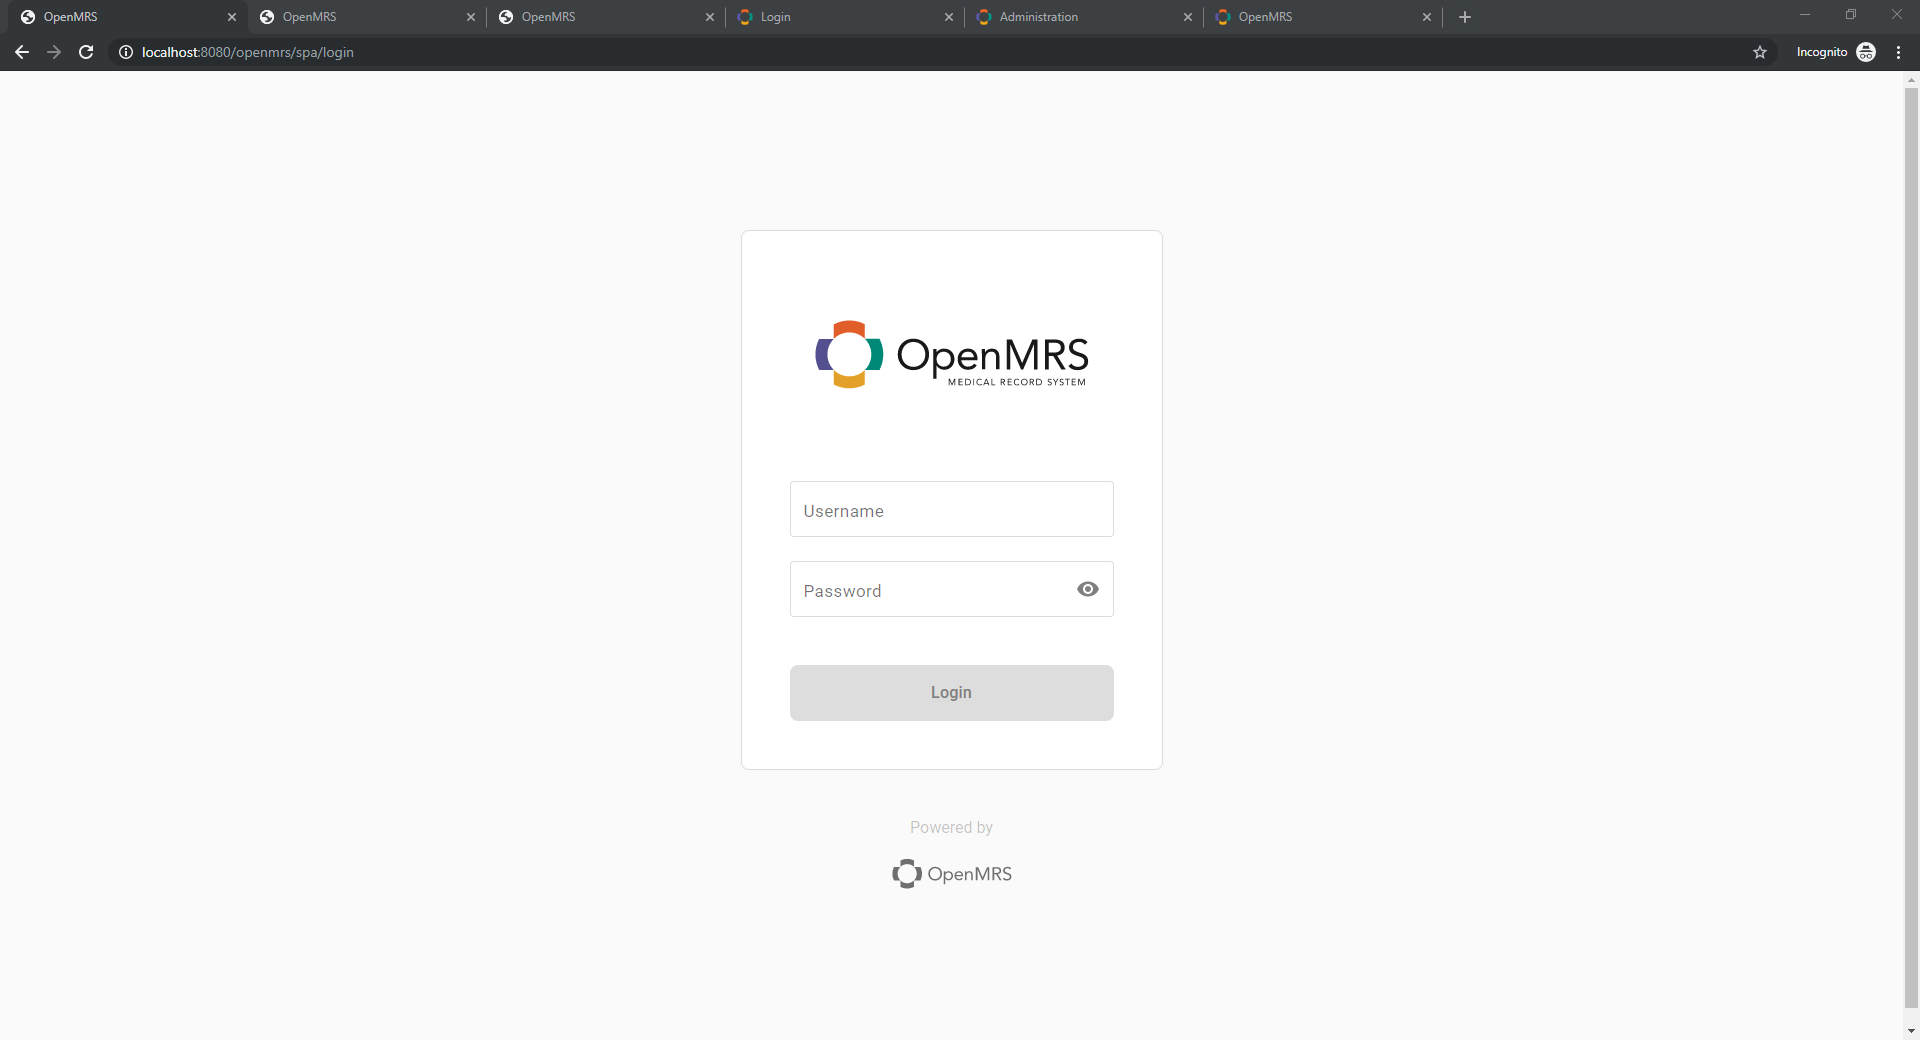 OpenMRS OpenMRS OpenMRS Login Administration OpenMRS
localhost:8080/openmrs/spa/login Incognito
OpenMRS
MEDICAL RECORD SYSTEM
Username
Password
Login
Powered by
OpenMRS